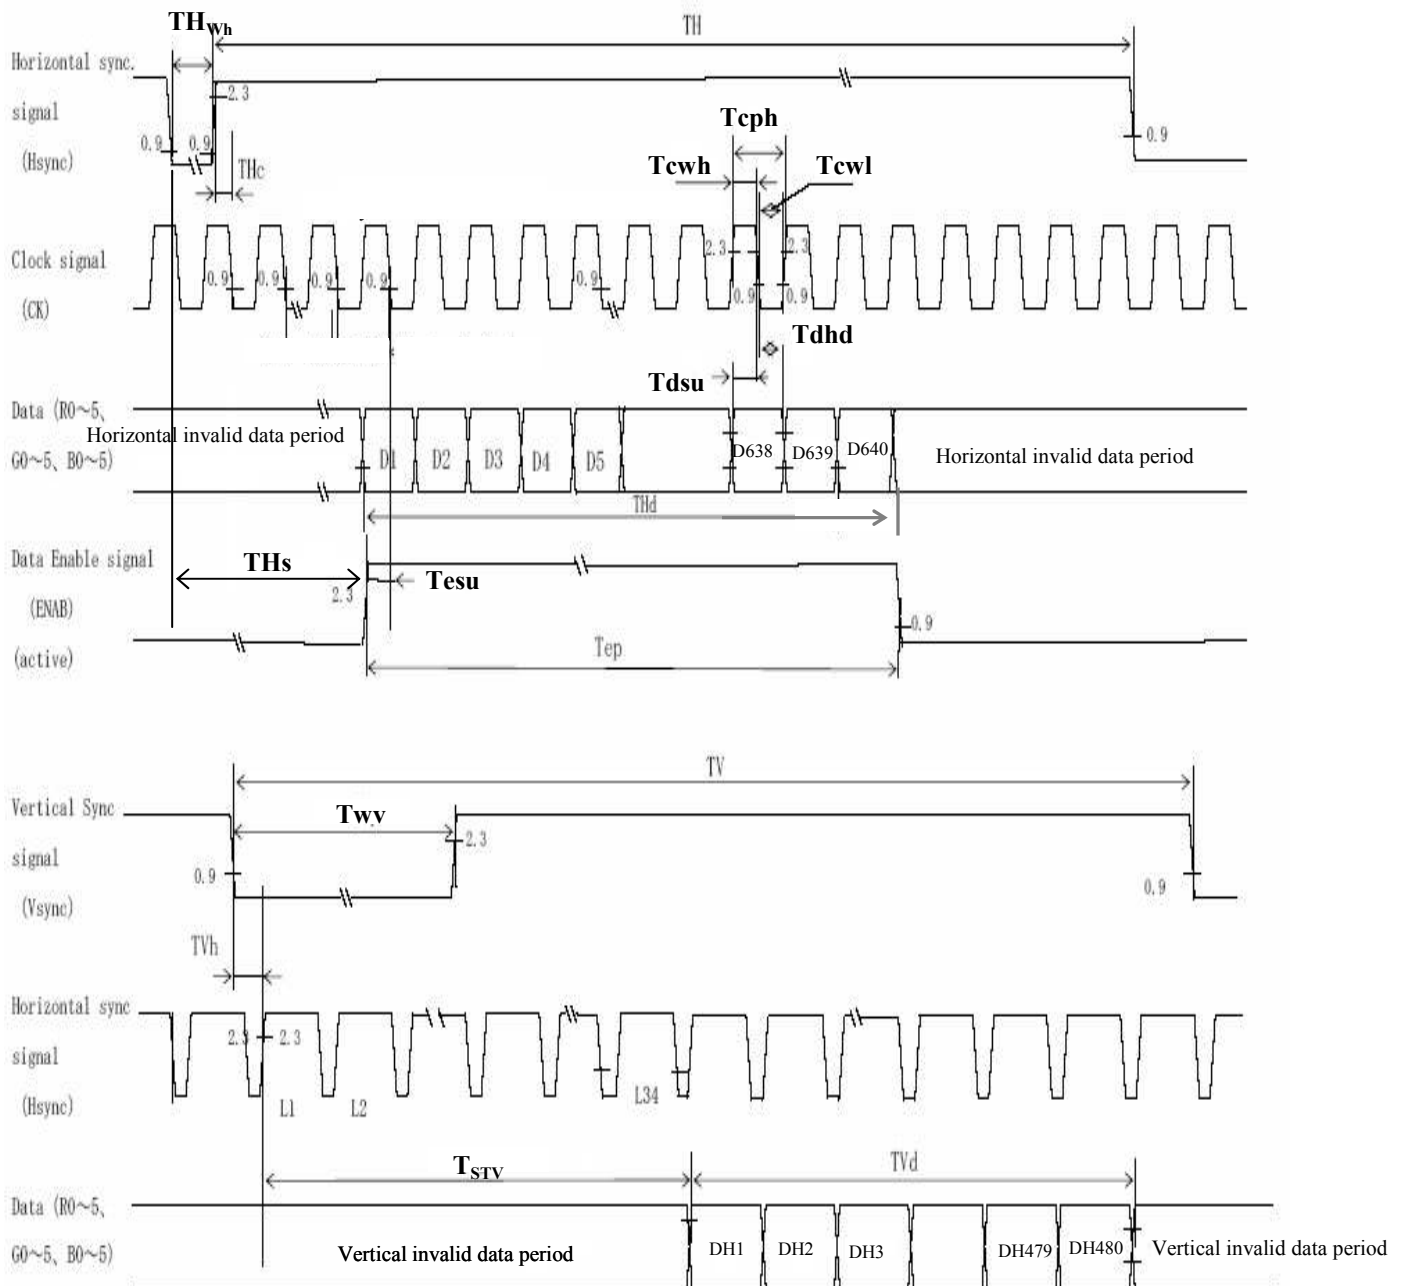 THWh
TH
Horizontal sync.
signal
(Hsync)
0.9
0.9
2.3
THc
0.9
Tcph
Tcwh
Tcwl
Clock signal
(CK)
0.9
0.9
0.9
0.9
0.9
2.3
2.3
0.9
0.9
Tdhd
Tdsu
Data (R0~5、
G0~5、B0~5)
Horizontal invalid data period
D1
D2
D3
D4
D5
D638
D639
D640
Horizontal invalid data period
THd
Data Enable signal
(ENAB)
(active)
THs
2.3
Tesu
0.9
Tep
TV
Vertical Sync
signal
(Vsync)
Twv
0.9
2.3
0.9
TVh
Horizontal sync
signal
(Hsync)
2.3
2.3
L1
L2
L34
TSTV
TVd
Data (R0~5、
G0~5、B0~5)
Vertical invalid data period
DH1
DH2
DH3
DH479
DH480
Vertical invalid data period